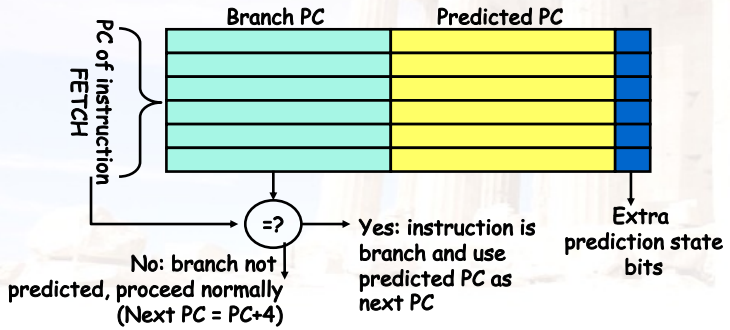 Branch PC
Predicted PC
PC of instruction
FETCH
=?
Yes: instruction is
branch and use
predicted PC as
next PC
Extra
prediction state
bits
No: branch not
predicted, proceed normally
(Next PC = PC+4)